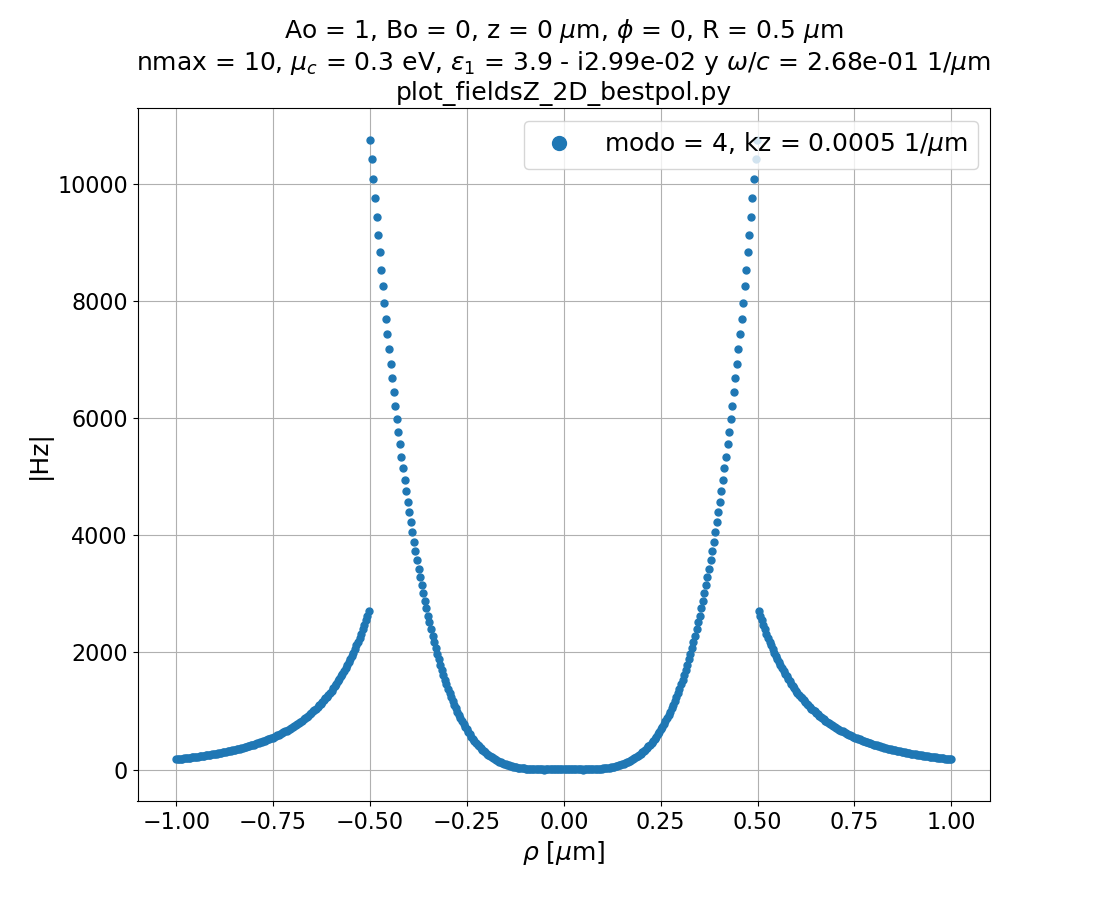 Ao = 1, Bo = 0, z = 0 μm, ϕ = 0, R = 0.5 μm
nmax = 10, μc = 0.3 eV, ε1 = 3.9 - i2.99e-02 y ω/c = 2.68e-01 1/μm
plot_fieldsZ_2D_bestpol.py
modo = 4, kz = 0.0005 1/μm
10000
8000
6000
4000
2000
0
|Hz|
−1.00 −0.75 −0.50 −0.25 0.00 0.25 0.50 0.75 1.00
ρ [μm]